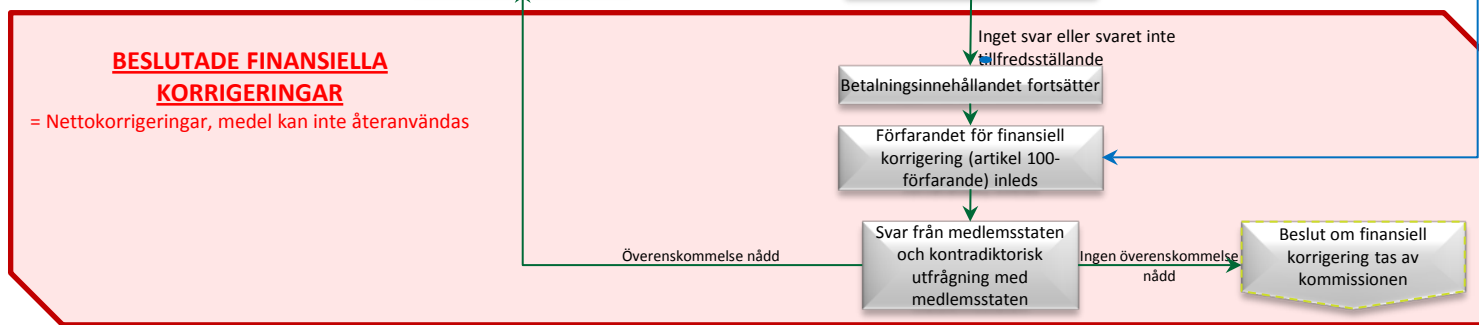 BESLUTADE FINANSIELLA
KORRIGERINGAR
= Nettokorrigeringar, medel kan inte återanvändas
Inget svar eller svaret inte
tillfredsställande
Betalningsinnehållandet fortsätter
Förfarandet för finansiell
korrigering (artikel 100-
förfarande) inleds
Svar från medlemsstaten
och kontradiktorisk
utfrågning med
medlemsstaten
Överenskommelse nådd
Ingen överenskommelse
nådd
Beslut om finansiell
korrigering tas av
kommissionen